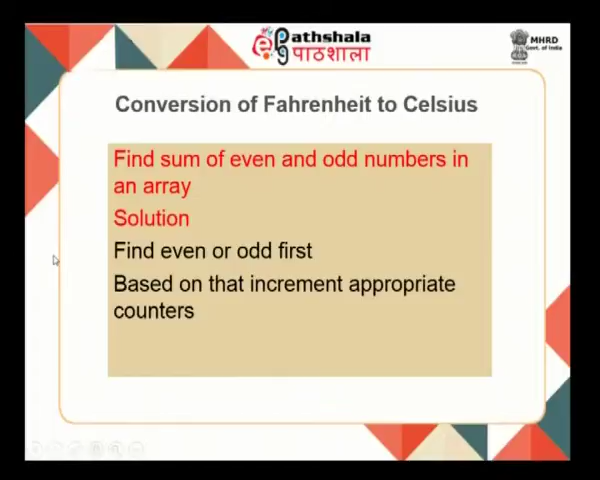 ePGpathshala
पाठशाला
MHRD
Govt. of India
Conversion of Fahrenheit to Celsius
Find sum of even and odd numbers in
an array
Solution
Find even or odd first
Based on that increment appropriate
counters